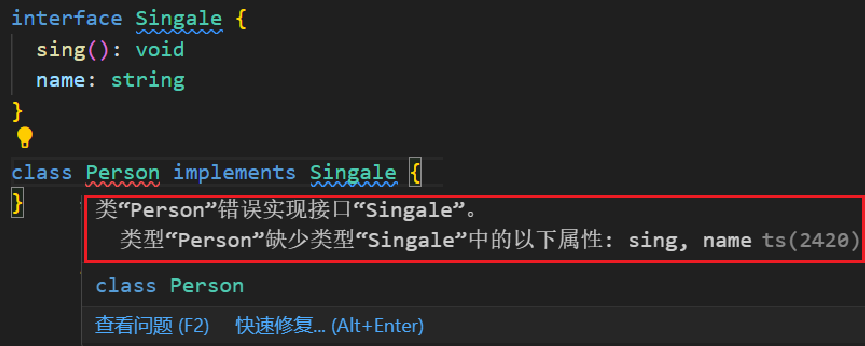 interface Singale {
sing(): void
name: string
}
class Person implements Singale {
}
类“Person”错误实现接口“Singale”。
类型“Person”缺少类型“Singale”中的以下属性: sing, name ts(2420)
class Person
查看问题 (F2) 快速修复... (Alt+Enter)